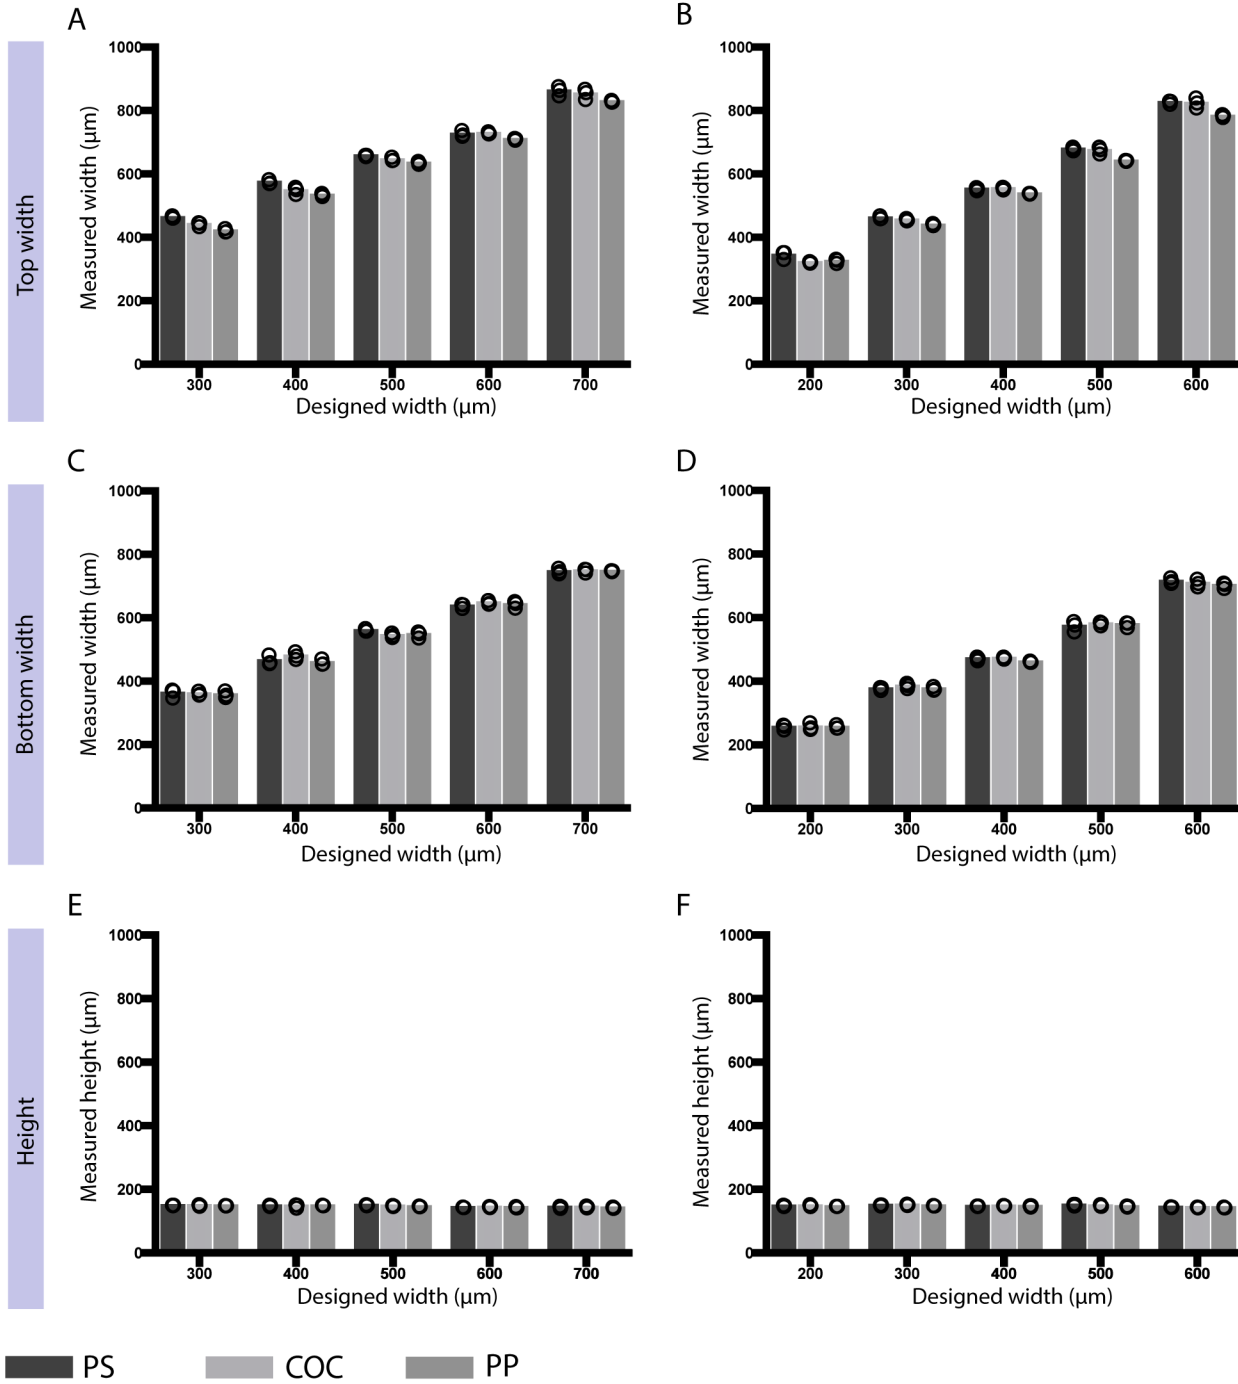 A
Top width
Measured width (µm)
1000
800
600
400
200
0
300 400 500 600 700
Designed width (µm)
B
Measured width (µm)
1000
800
600
400
200
0
200 300 400 500 600
Designed width (µm)
C
Bottom width
Measured width (µm)
1000
800
600
400
200
0
300 400 500 600 700
Designed width (µm)
D
Measured width (µm)
1000
800
600
400
200
0
200 300 400 500 600
Designed width (µm)
E
Height
Measured height (µm)
1000
800
600
400
200
0
300 400 500 600 700
Designed width (µm)
F
Measured height (µm)
1000
800
600
400
200
0
200 300 400 500 600
Designed width (µm)
PS COC PP